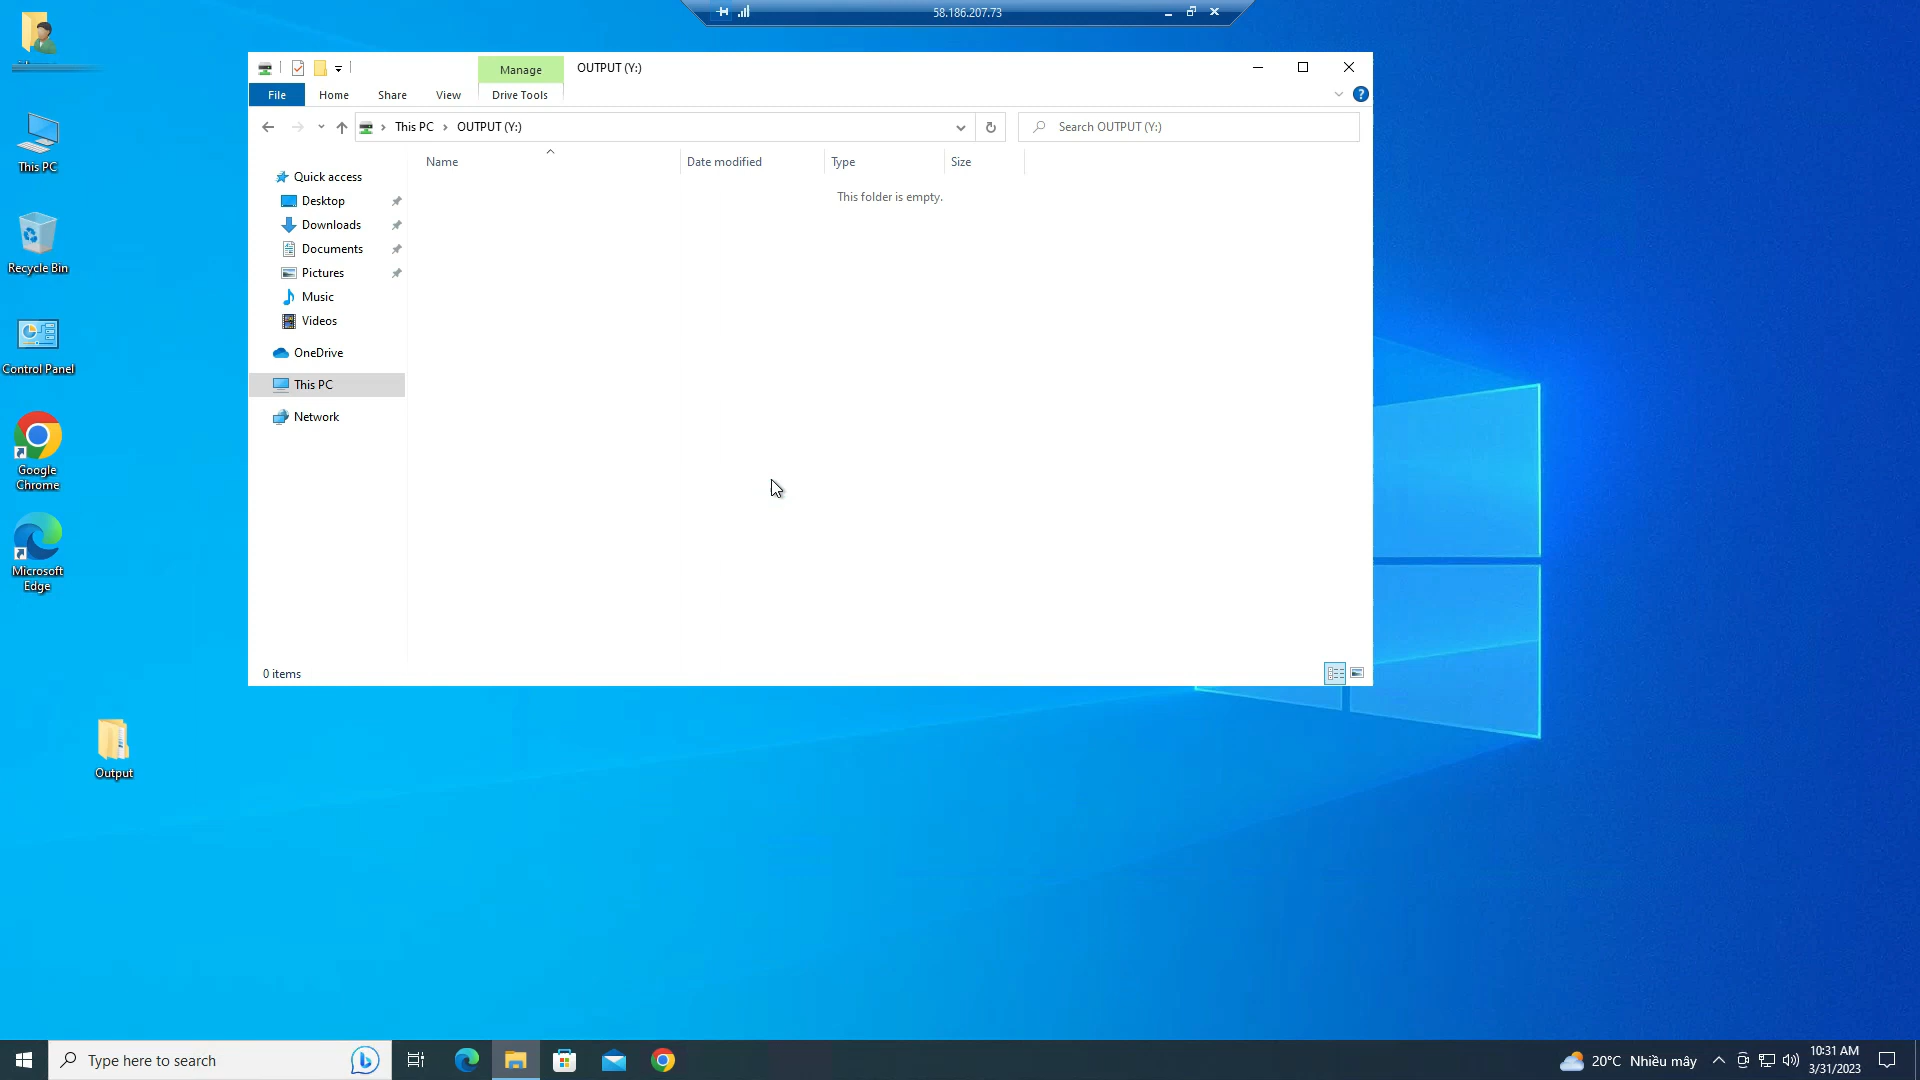 58.186.207.73
Manage
OUTPUT (Y:)
File
Home
Share
View
Drive Tools
This PC
OUTPUT (Y:)
Search OUTPUT (Y:)
Name
Date modified
Type
Size
This folder is empty.
Quick access
Desktop
Downloads
Documents
Pictures
Music
Videos
OneDrive
This PC
Network
0 items
This PC
Recycle Bin
Control Panel
Google
Chrome
Microsoft
Edge
Output
Type here to search
20°C Nhiều mây
10:31 AM
3/31/2023